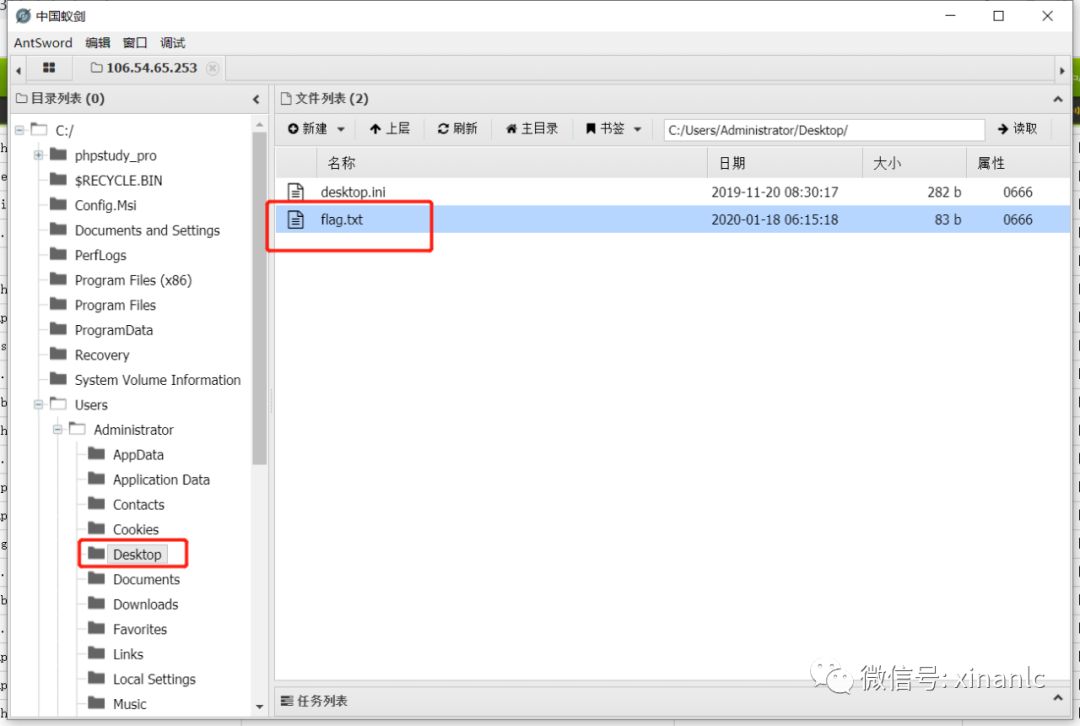 中国蚁剑
AntSword 编辑 窗口 调试
106.54.65.253
目录列表 (0)
C:/
phpstudy_pro
$RECYCLE.BIN
Config.Msi
Documents and Settings
PerfLogs
Program Files (x86)
Program Files
ProgramData
Recovery
System Volume Information
Users
Administrator
AppData
Application Data
Contacts
Cookies
Desktop
Documents
Downloads
Favorites
Links
Local Settings
Music
文件列表 (2)
新建 上层 刷新 主目录 书签 C:/Users/Administrator/Desktop/ 读取
名称 日期 大小 属性
desktop.ini 2019-11-20 08:30:17 282 b 0666
flag.txt 2020-01-18 06:15:18 83 b 0666
任务列表
微信号: xinanlc